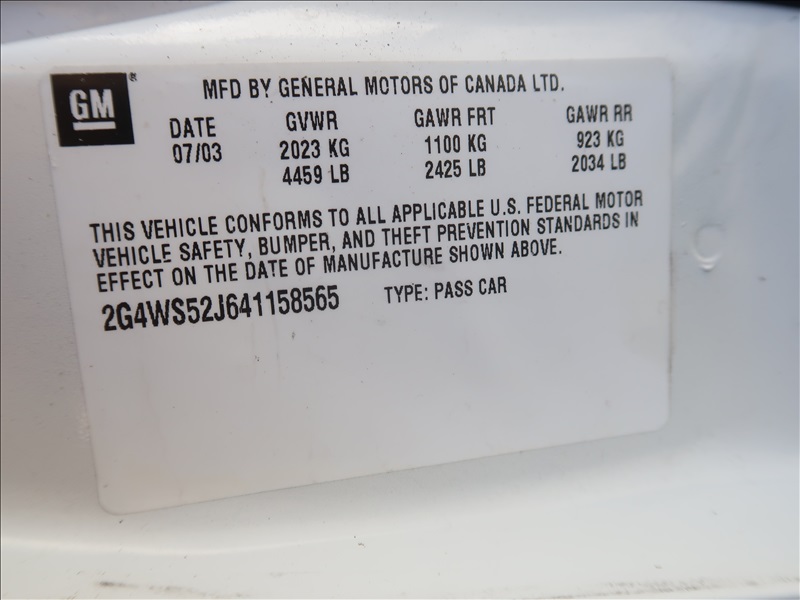 GM
MFD BY GENERAL MOTORS OF CANADA LTD.
DATE GVWR GAWR FRT GAWR RR
07/03 2023 KG 1100 KG 923 KG
4459 LB 2425 LB 2034 LB
THIS VEHICLE CONFORMS TO ALL APPLICABLE U.S. FEDERAL MOTOR
VEHICLE SAFETY, BUMPER, AND THEFT PREVENTION STANDARDS IN
EFFECT ON THE DATE OF MANUFACTURE SHOWN ABOVE.
2G4WS52J641158565 TYPE: PASS CAR